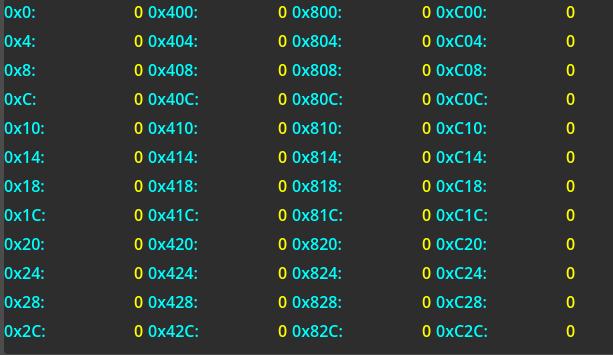 0x0: 0 0x400: 0 0x800: 0 0xC00: 0
0x4: 0 0x404: 0 0x804: 0 0xC04: 0
0x8: 0 0x408: 0 0x808: 0 0xC08: 0
0xC: 0 0x40C: 0 0x80C: 0 0xC0C: 0
0x10: 0 0x410: 0 0x810: 0 0xC10: 0
0x14: 0 0x414: 0 0x814: 0 0xC14: 0
0x18: 0 0x418: 0 0x818: 0 0xC18: 0
0x1C: 0 0x41C: 0 0x81C: 0 0xC1C: 0
0x20: 0 0x420: 0 0x820: 0 0xC20: 0
0x24: 0 0x424: 0 0x824: 0 0xC24: 0
0x28: 0 0x428: 0 0x828: 0 0xC28: 0
0x2C: 0 0x42C: 0 0x82C: 0 0xC2C: 0